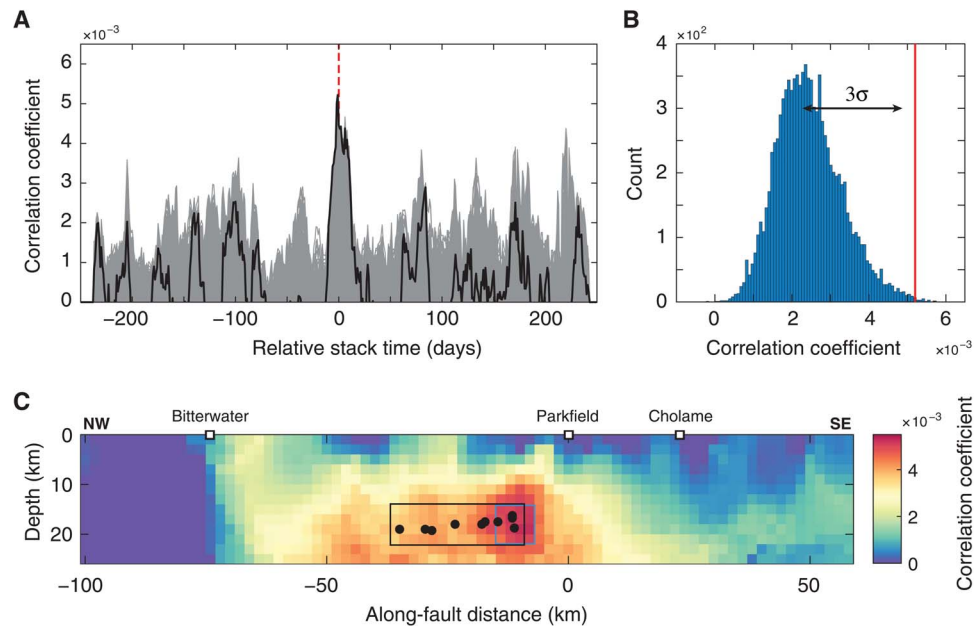 A
×10⁻³
6
5
4
3
2
1
0
Correlation coefficient
−200
−100
0
100
200
Relative stack time (days)
B
×10²
4
3
2
1
0
Count
3σ
0
2
4
6
Correlation coefficient
×10⁻³
C
NW
Bitterwater
Parkfield
Cholame
SE
0
10
20
Depth (km)
−100
−50
0
50
Along-fault distance (km)
×10⁻³
4
2
0
Correlation coefficient